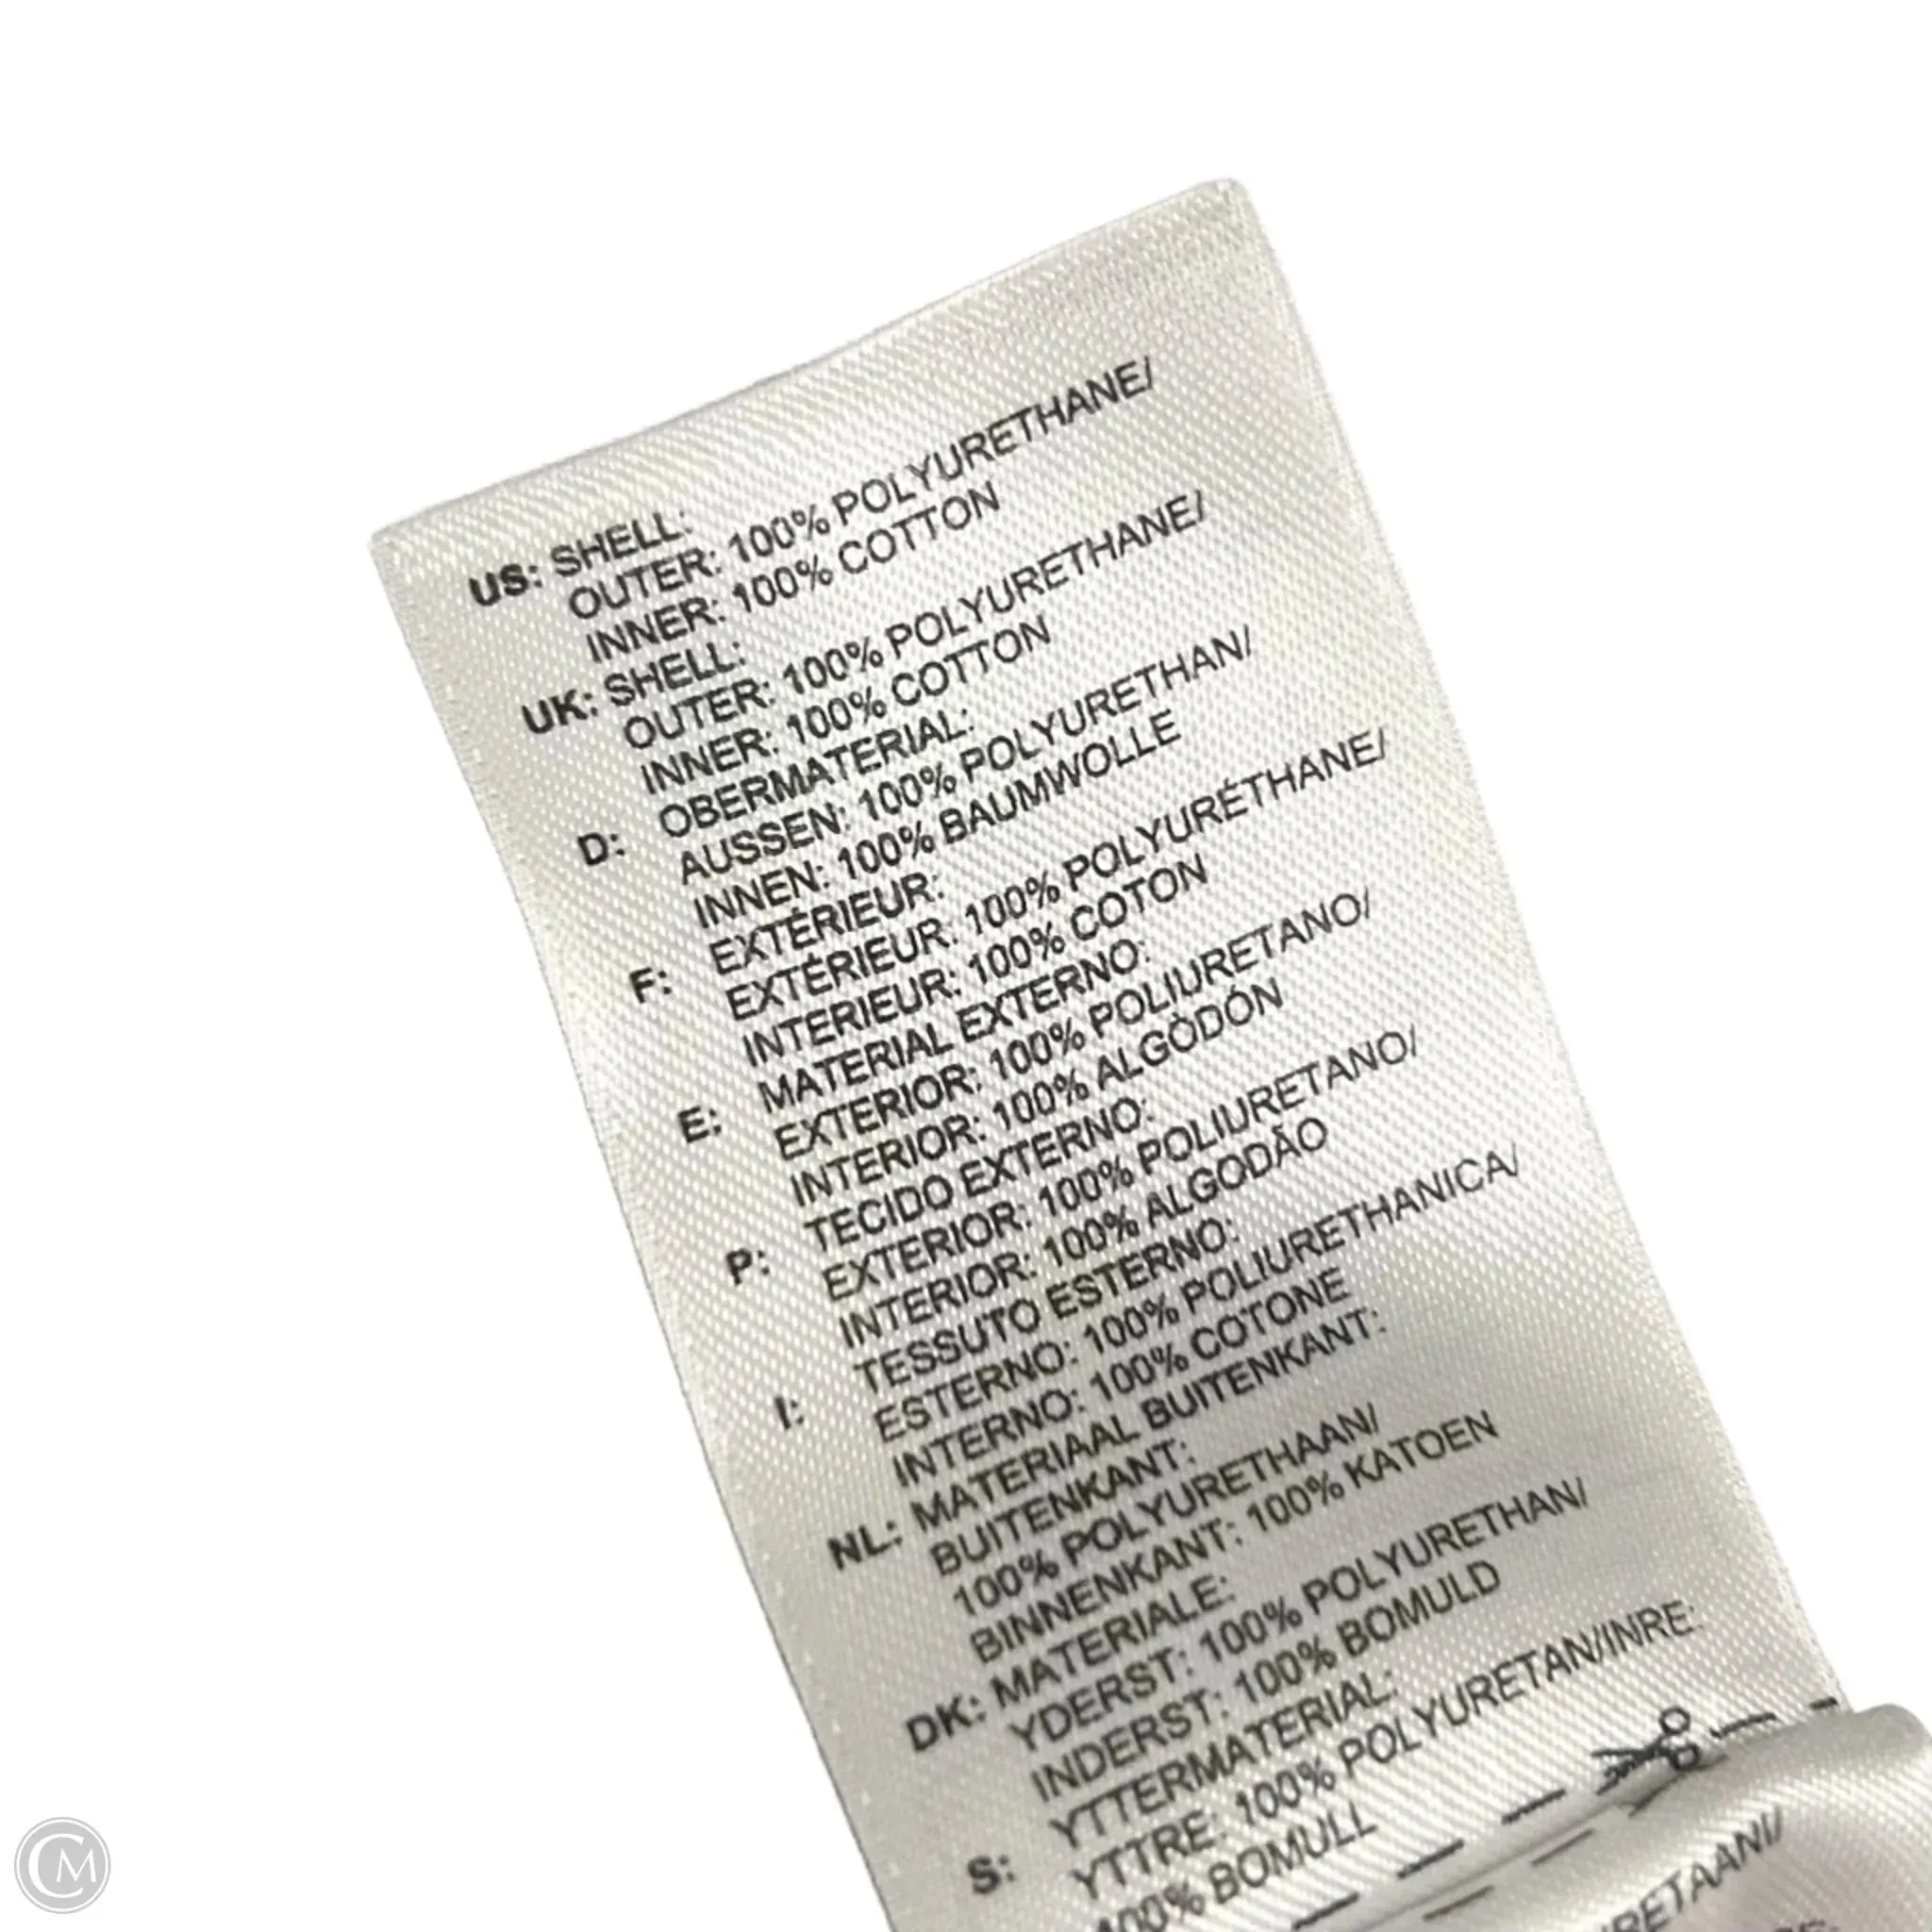 US: SHELL:
OUTER: 100% POLYURETHANE/
INNER: 100% COTTON
UK: SHELL:
OUTER: 100% POLYURETHANE/
INNER: 100% COTTON
D: OBERMATERIAL:
AUSSEN: 100% POLYURETHAN/
INNEN: 100% BAUMWOLLE
F: EXTÉRIEUR:
EXTÉRIEUR: 100% POLYURÉTHANE/
INTERIEUR: 100% COTON
E: MATERIAL EXTERNO:
EXTERIOR: 100% POLIURETANO/
INTERIOR: 100% ALGODÓN
P: TECIDO EXTERNO:
EXTERIOR: 100% POLIURETANO/
INTERIOR: 100% ALGODÃO
I: TESSUTO ESTERNO:
ESTERNO: 100% POLIURETHANICA/
INTERNO: 100% COTONE
NL: MATERIAAL BUITENKANT:
BUITENKANT:
100% POLYURETHAAN/
BINNENKANT: 100% KATOEN
DK: MATERIALE:
YDERST: 100% POLYURETHAN/
INDERST: 100% BOMULD
S: YTTERMATERIAL:
YTTRE: 100% POLYURETAN/INRE:
100% BOMULL
CM